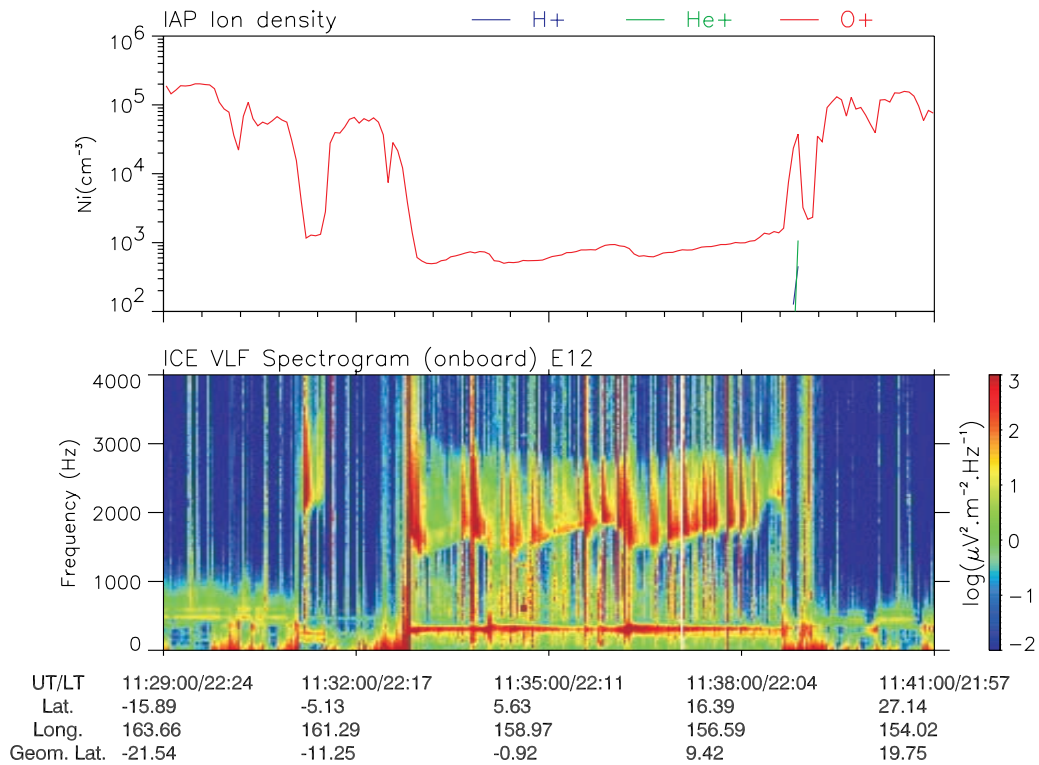 IAP Ion density — H+ — He+ — O+
10⁶
10⁵
10⁴
10³
10²
Ni(cm⁻³)
ICE VLF Spectrogram (onboard) E12
4000
3000
2000
1000
0
Frequency (Hz)
3
2
1
0
−1
−2
log(μV².m⁻².Hz⁻¹)
UT/LT 11:29:00/22:24 11:32:00/22:17 11:35:00/22:11 11:38:00/22:04 11:41:00/21:57
Lat. -15.89 -5.13 5.63 16.39 27.14
Long. 163.66 161.29 158.97 156.59 154.02
Geom. Lat. -21.54 -11.25 -0.92 9.42 19.75